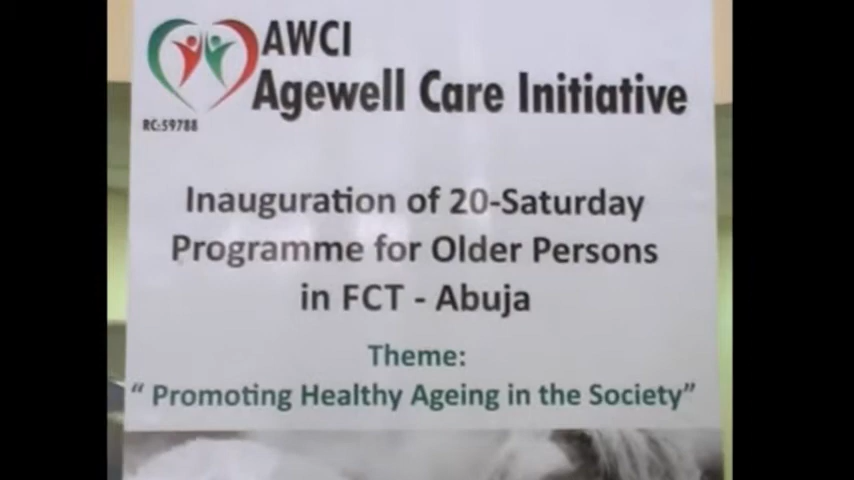 AWCI
Agewell Care Initiative
RC:59788
Inauguration of 20-Saturday
Programme for Older Persons
in FCT - Abuja
Theme:
“ Promoting Healthy Ageing in the Society”